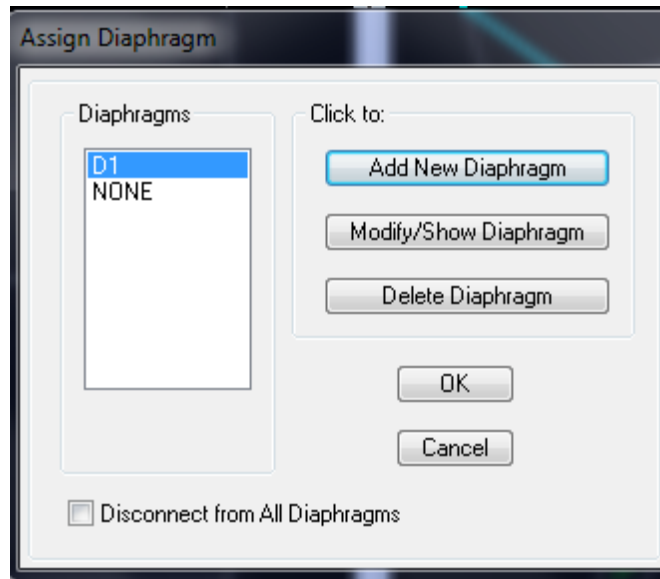 Assign Diaphragm
Diaphragms
D1
NONE
Click to:
Add New Diaphragm
Modify/Show Diaphragm
Delete Diaphragm
OK
Cancel
Disconnect from All Diaphragms